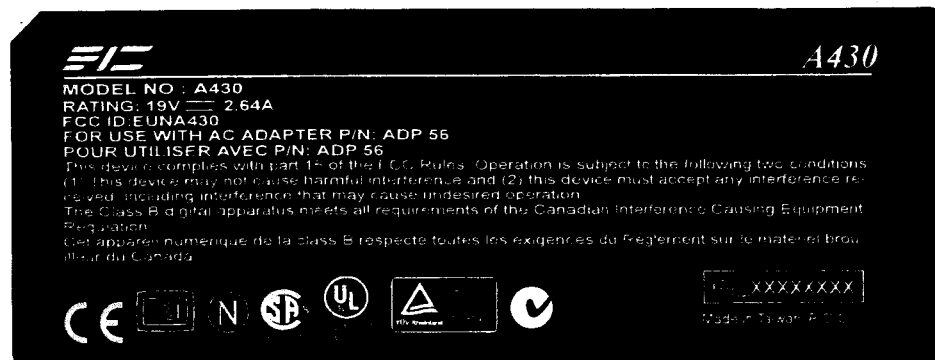 FIC
A430
MODEL NO : A430
RATING: 19V 2.64A
FCC ID:EUNA430
FOR USE WITH AC ADAPTER P/N: ADP 56
POUR UTILISER AVEC P/N: ADP 56
This device complies with part 15 of the FCC Rules. Operation is subject to the following two conditions
(1) This device may not cause harmful interference and (2) this device must accept any interference re-
ceived, including interference that may cause undesired operation
The Class B digital apparatus meets all requirements of the Canadian Interference Causing Equipment
Regulation
Cet appareil numerique de la class B respecte toutes les exigences du Reglement sur le materiel brou
illeur du Canada
CE
N
SA
UL
TÜV Rheinland
XXXXXXXX
Made in Taiwan R.O.C